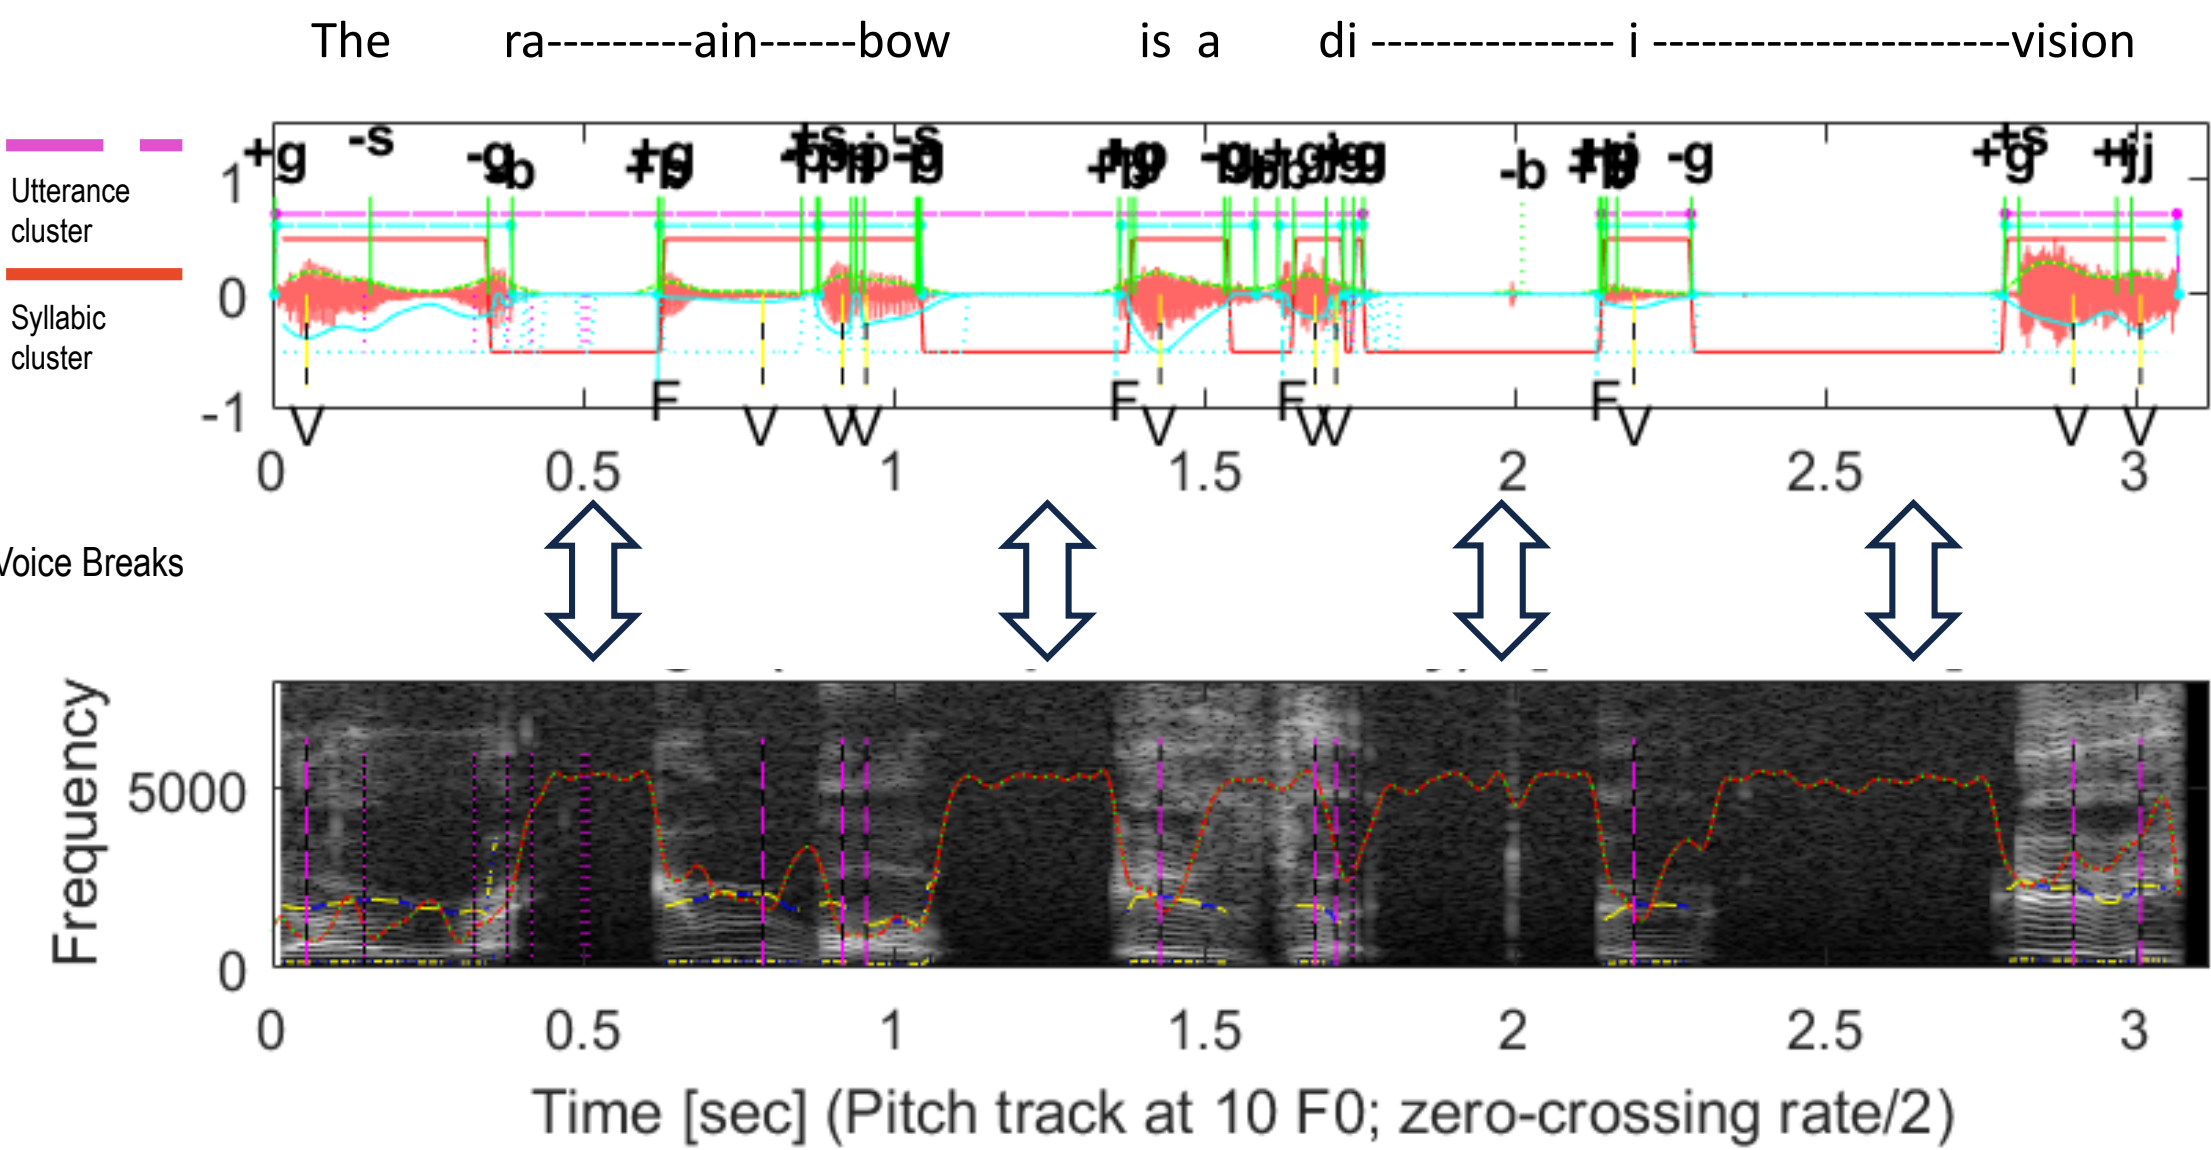 The ra---------ain------bow is a di --------------- i ----------------------vision
+g -s -g -b
-b -g +g +s
Utterance
cluster
Syllabic
cluster
1
0
-1
F F F F
V V V V V V V V V V
0 0.5 1 1.5 2 2.5 3
Voice Breaks
Frequency
5000
0
0 0.5 1 1.5 2 2.5 3
Time [sec] (Pitch track at 10 F0; zero-crossing rate/2)